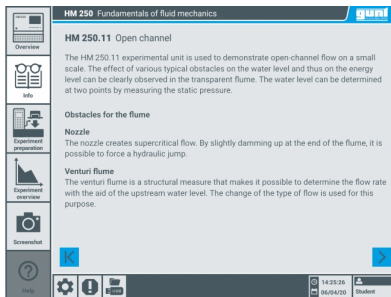 HM 250 Fundamentals of fluid mechanics
gunt
HM 250.11 Open channel
The HM 250.11 experimental unit is used to demonstrate open-channel flow on a small
scale. The effect of various typical obstacles on the water level and thus on the energy
level can be clearly observed in the transparent flume. The water level can be determined
at two points by measuring the static pressure.
Obstacles for the flume
Nozzle
The nozzle creates supercritical flow. By slightly damming up at the end of the flume, it is
possible to force a hydraulic jump.
Venturi flume
The venturi flume is a structural measure that makes it possible to determine the flow rate
with the aid of the upstream water level. The change of the type of flow is used for this
purpose.
Overview
Info
Experiment
preparation
Experiment
overview
Screenshot
Help
14:25:26
06/04/20
Student